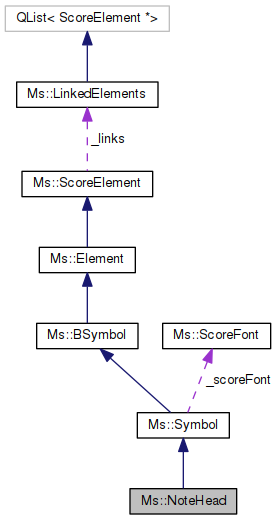 QList< ScoreElement *>
Ms::LinkedElements
_links
Ms::ScoreElement
Ms::Element
Ms::BSymbol
Ms::ScoreFont
_scoreFont
Ms::Symbol
Ms::NoteHead